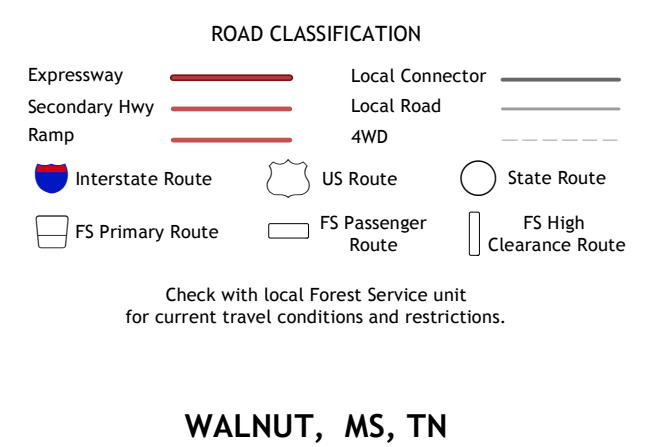 ROAD CLASSIFICATION
Expressway
Local Connector
Secondary Hwy
Local Road
Ramp
4WD
Interstate Route
US Route
State Route
FS Primary Route
FS Passenger
Route
FS High
Clearance Route
Check with local Forest Service unit
for current travel conditions and restrictions.
WALNUT, MS, TN